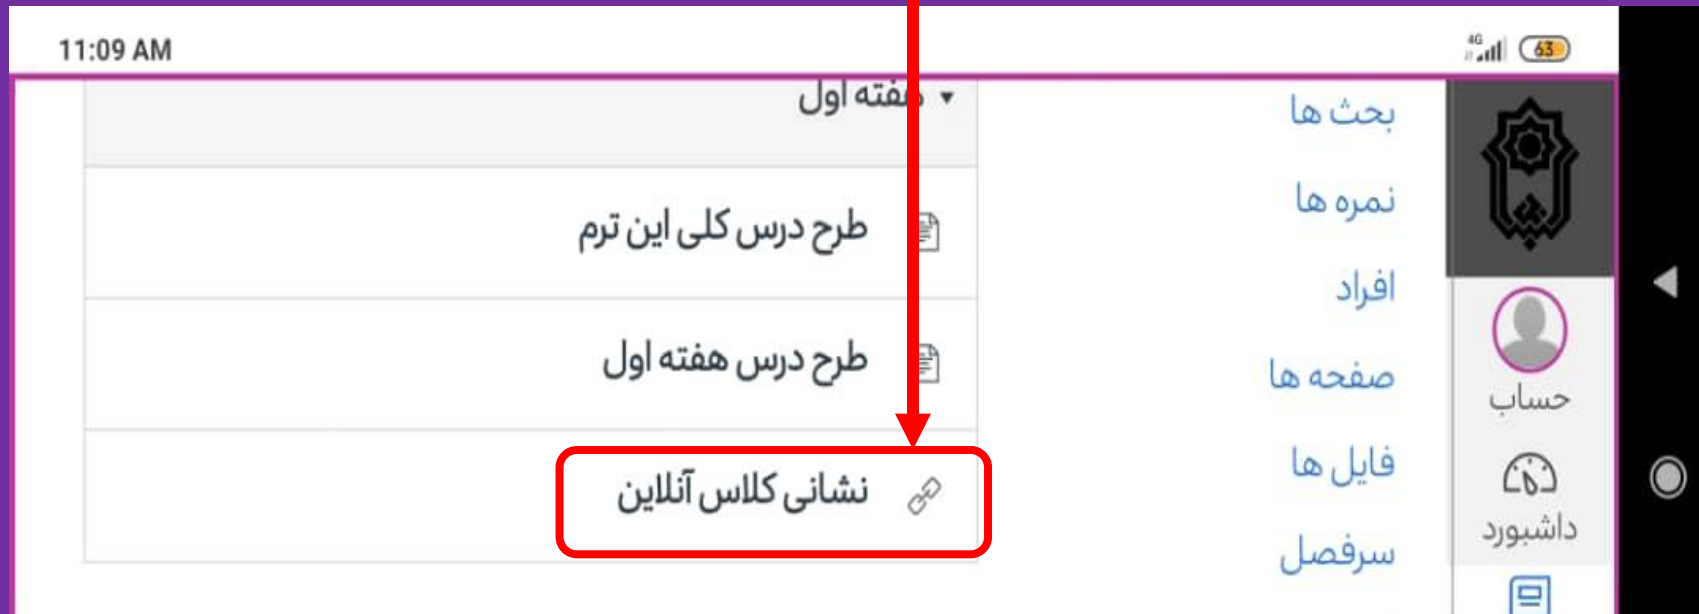 11:09 AM
4G
63
هفته اول
طرح درس کلی این ترم
طرح درس هفته اول
نشانی کلاس آنلاین
بحث ها
نمره ها
افراد
صفحه ها
فایل ها
سرفصل
حساب
داشبورد